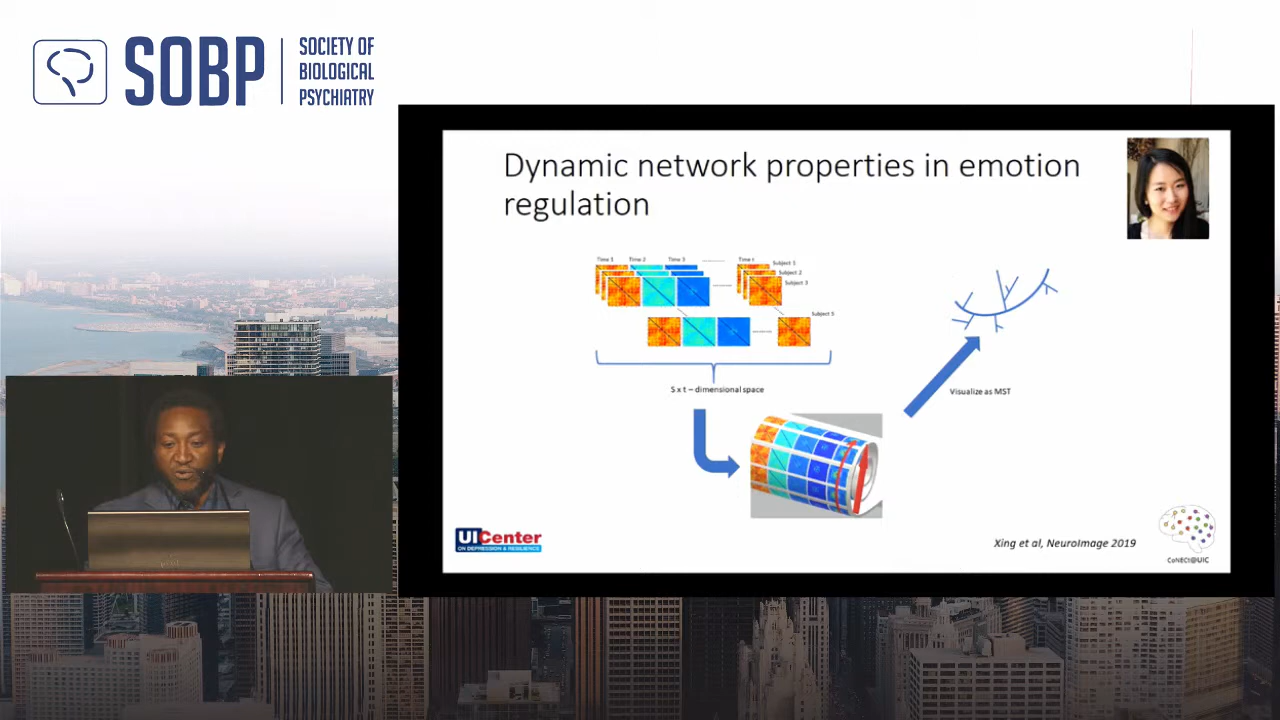 SOBP
SOCIETY OF
BIOLOGICAL
PSYCHIATRY
Dynamic network properties in emotion
regulation
Time 1 Time 2 Time 3 Time t
Subject 1
Subject 2
Subject 3
Subject S
S x t – dimensional space
Visualize as MST
UICenter
ON DEPRESSION & RESILIENCE
Xing et al, NeuroImage 2019
CoNECt@UIC